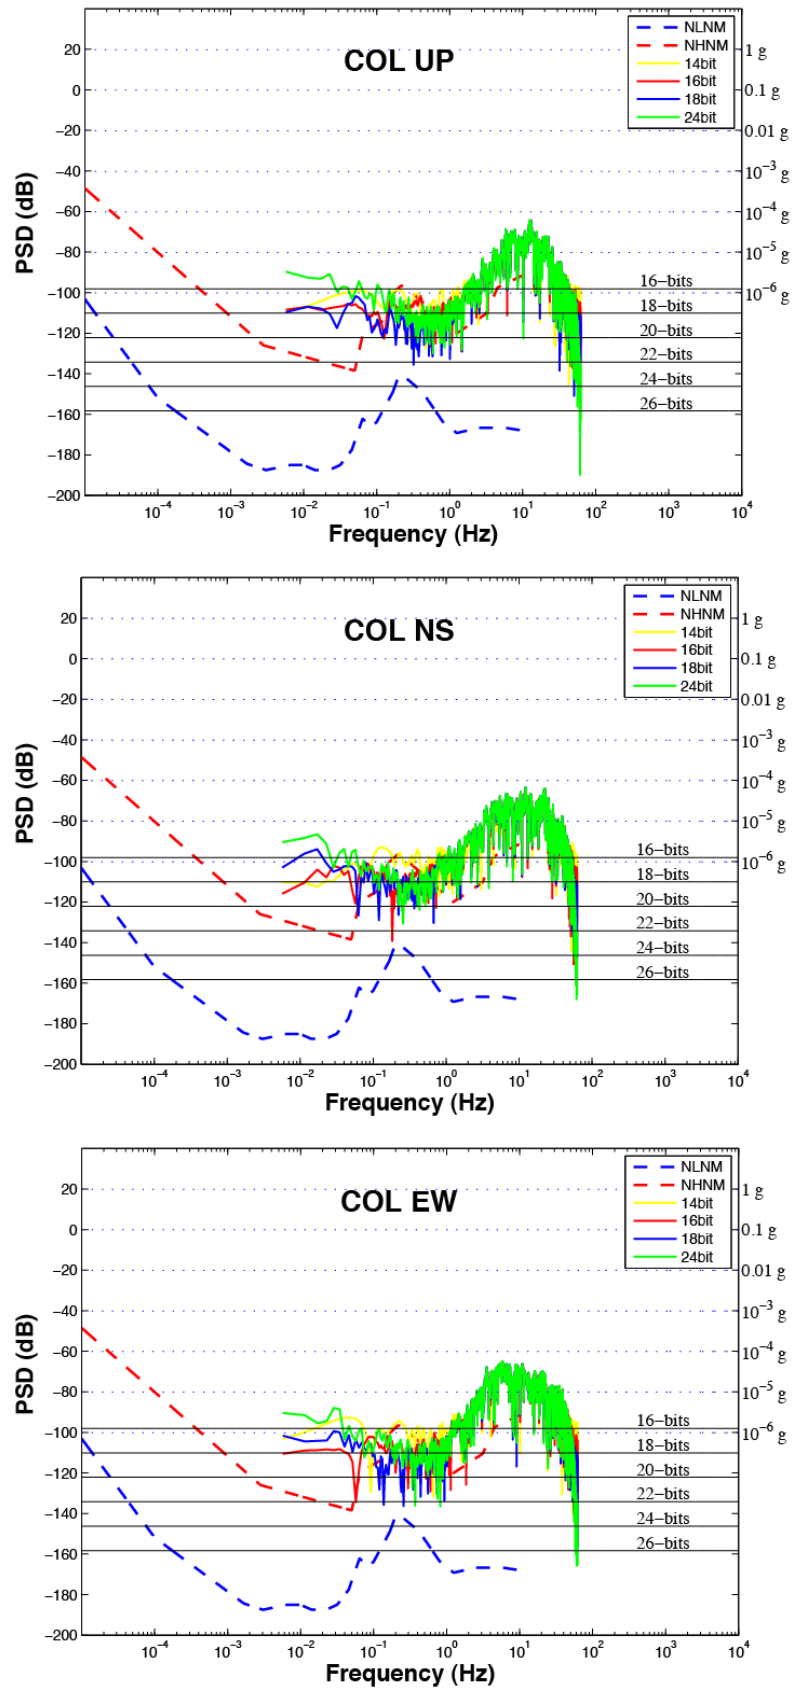 COL UP
NLNM
NHNM
14bit
16bit
18bit
24bit
PSD (dB)
20
0
−20
−40
−60
−80
−100
−120
−140
−160
−180
−200
1 g
0.1 g
0.01 g
10⁻³ g
10⁻⁴ g
10⁻⁵ g
10⁻⁶ g
16−bits
18−bits
20−bits
22−bits
24−bits
26−bits
10⁻⁴ 10⁻³ 10⁻² 10⁻¹ 10⁰ 10¹ 10² 10³ 10⁴
Frequency (Hz)
COL NS
NLNM
NHNM
14bit
16bit
18bit
24bit
PSD (dB)
20
0
−20
−40
−60
−80
−100
−120
−140
−160
−180
−200
1 g
0.1 g
0.01 g
10⁻³ g
10⁻⁴ g
10⁻⁵ g
10⁻⁶ g
16−bits
18−bits
20−bits
22−bits
24−bits
26−bits
10⁻⁴ 10⁻³ 10⁻² 10⁻¹ 10⁰ 10¹ 10² 10³ 10⁴
Frequency (Hz)
COL EW
NLNM
NHNM
14bit
16bit
18bit
24bit
PSD (dB)
20
0
−20
−40
−60
−80
−100
−120
−140
−160
−180
−200
1 g
0.1 g
0.01 g
10⁻³ g
10⁻⁴ g
10⁻⁵ g
10⁻⁶ g
16−bits
18−bits
20−bits
22−bits
24−bits
26−bits
10⁻⁴ 10⁻³ 10⁻² 10⁻¹ 10⁰ 10¹ 10² 10³ 10⁴
Frequency (Hz)